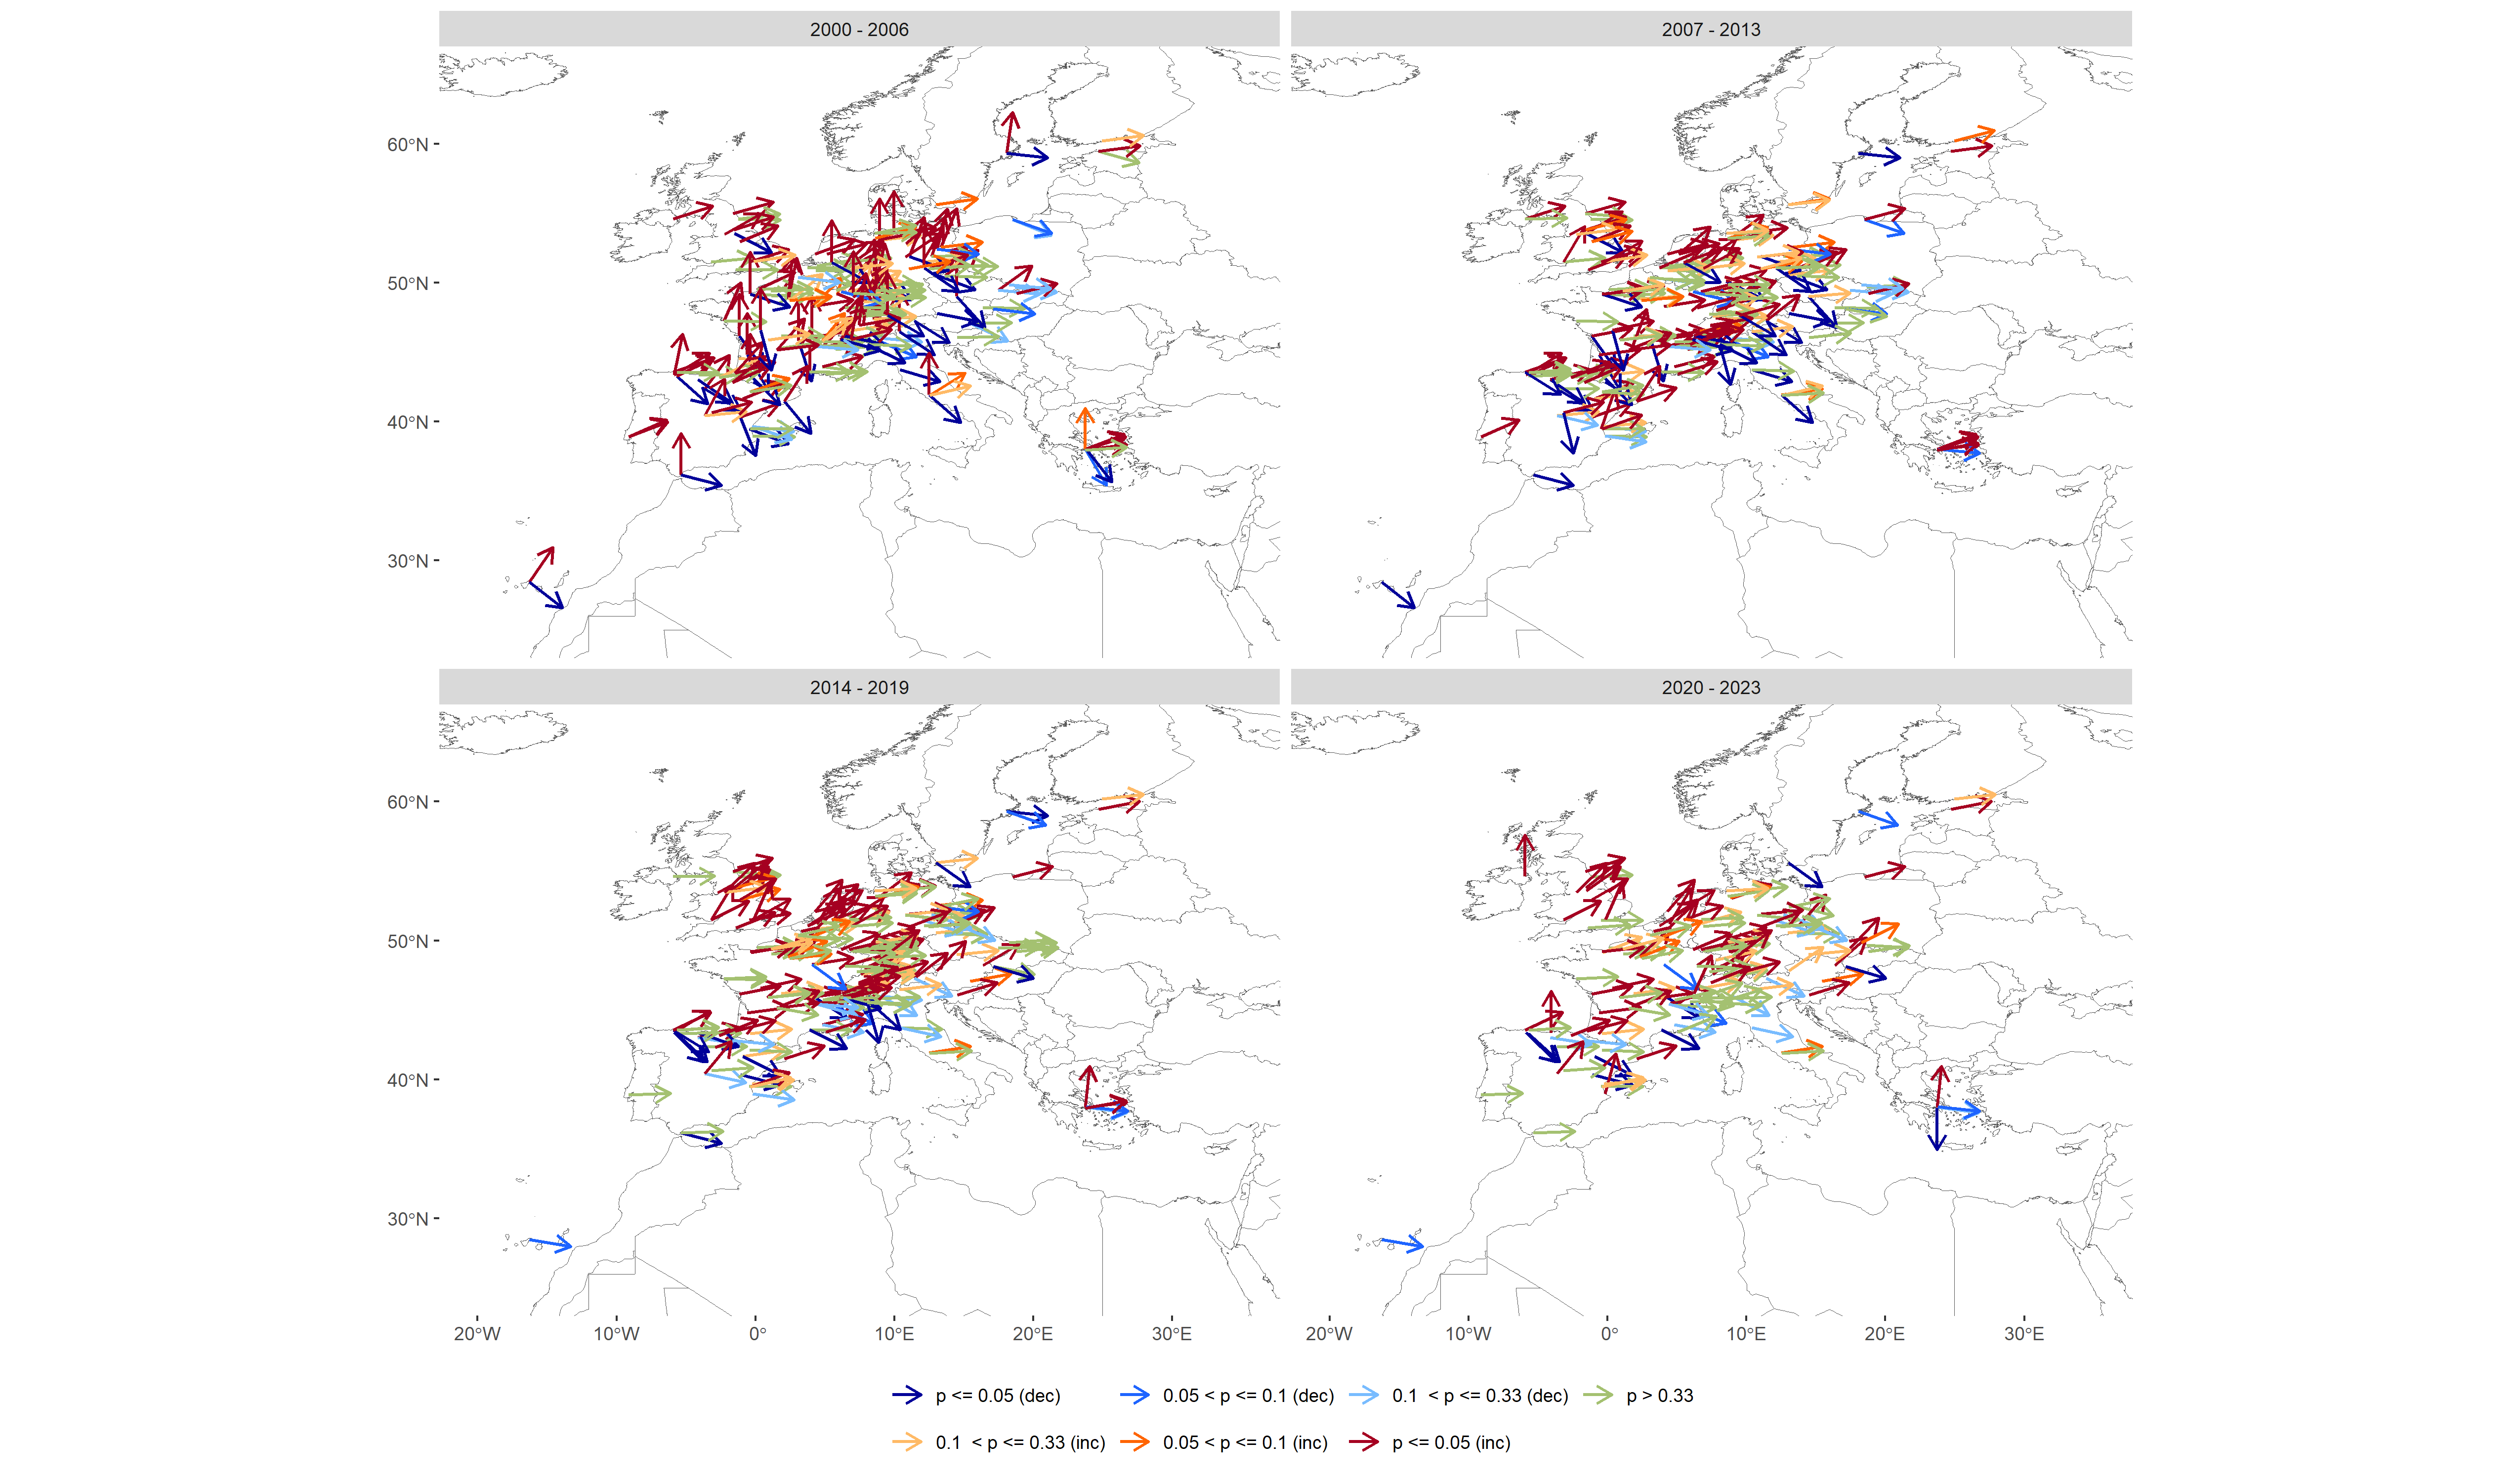 2000 - 2006
2007 - 2013
60°N
50°N
40°N
30°N
2014 - 2019
2020 - 2023
60°N
50°N
40°N
30°N
20°W 10°W 0° 10°E 20°E 30°E 20°W 10°W 0° 10°E 20°E 30°E
p <= 0.05 (dec) 0.05 < p <= 0.1 (dec) 0.1 < p <= 0.33 (dec) p > 0.33
0.1 < p <= 0.33 (inc) 0.05 < p <= 0.1 (inc) p <= 0.05 (inc)